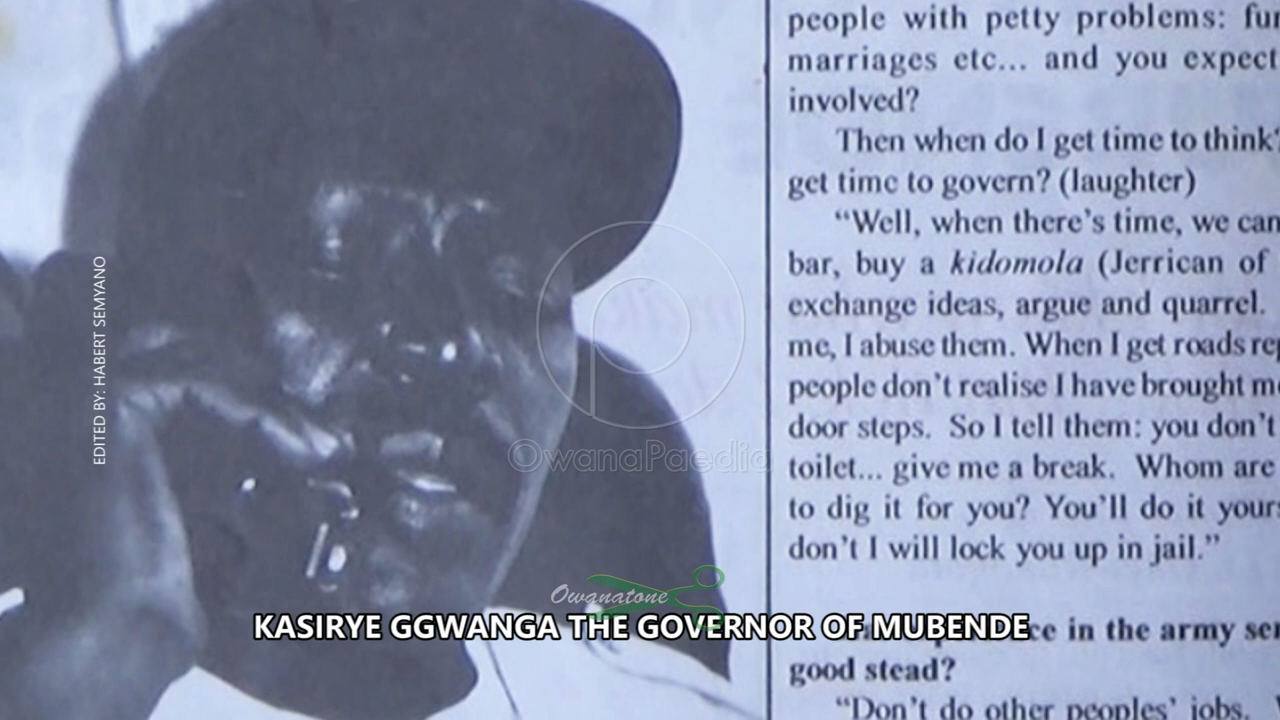 people with petty problems:
marriages etc... and you expect
involved?
Then when do I get time to think?
get time to govern? (laughter)
“Well, when there’s time, we can
bar, buy a kidomola (Jerrican of
exchange ideas, argue and quarrel.
me, I abuse them. When I get roads
people don’t realise I have brought
door steps. So I tell them: you don’t
toilet... give me a break. Whom are
to dig it for you? You’ll do it
don’t I will lock you up in jail.”
in the army
good stead?
“Don’t do other peoples’ jobs.
EDITED BY: HABERT SEMYANO
OwanaPaedia
Owanatone
KASIRYE GGWANGA THE GOVERNOR OF MUBENDE